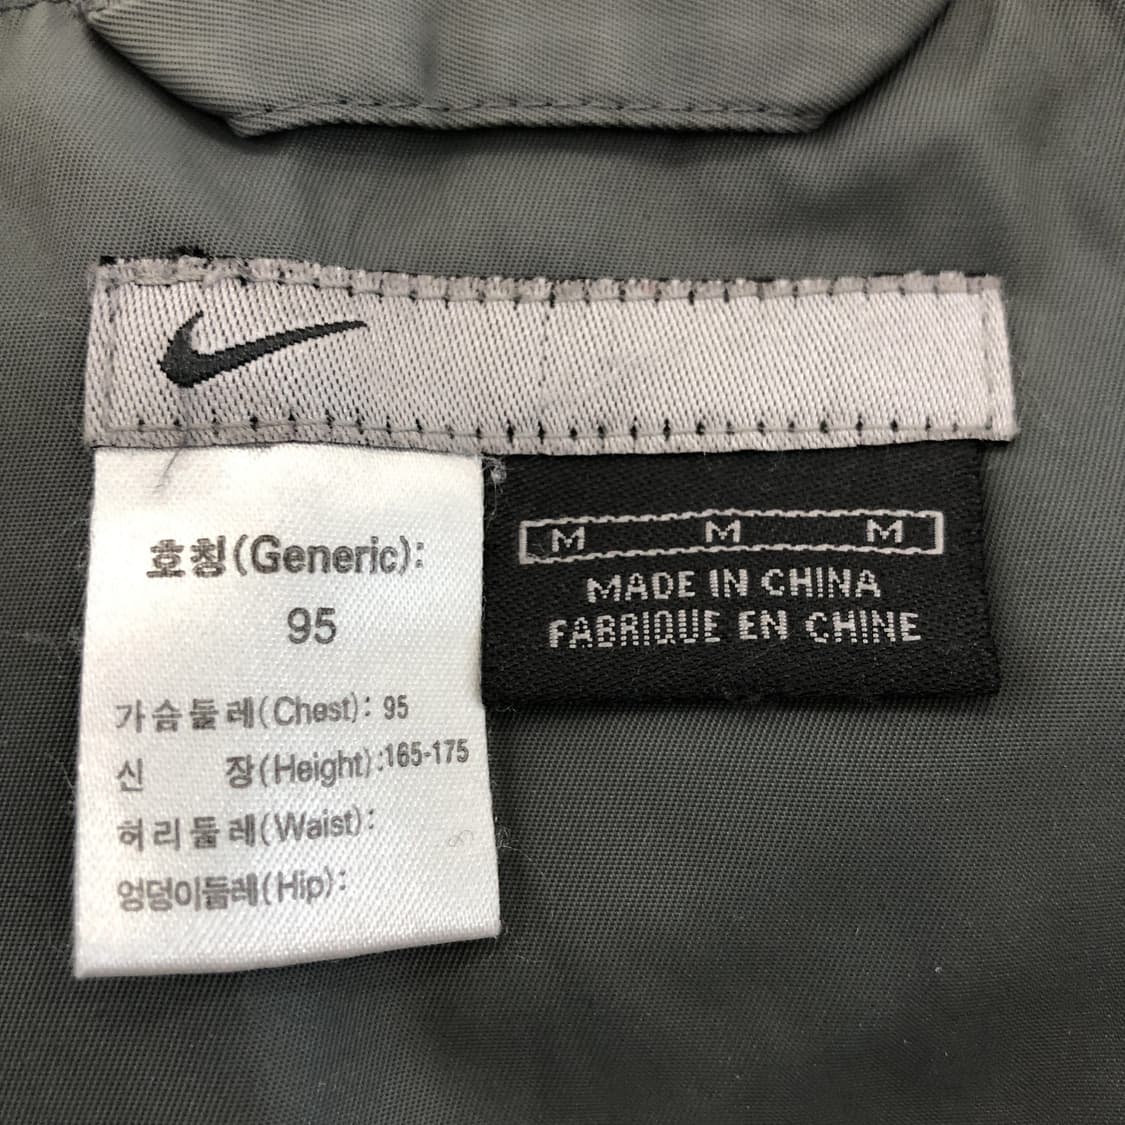 호칭(Generic):
95
가슴둘레(Chest): 95
신 장(Height):165-175
허리둘레(Waist):
엉덩이둘레(Hip):
M M M
MADE IN CHINA
FABRIQUE EN CHINE